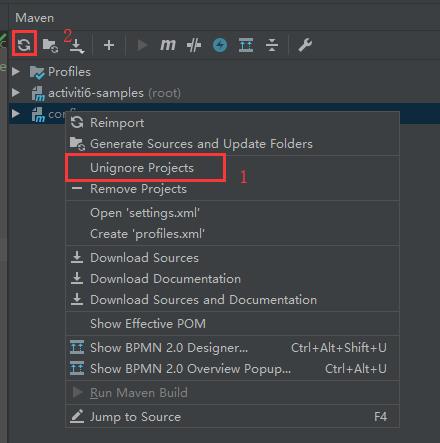 Maven
2
m
Profiles
activiti6-samples (root)
Reimport
Generate Sources and Update Folders
Unignore Projects
1
Remove Projects
Open 'settings.xml'
Create 'profiles.xml'
Download Sources
Download Documentation
Download Sources and Documentation
Show Effective POM
Show BPMN 2.0 Designer... Ctrl+Alt+Shift+U
Show BPMN 2.0 Overview Popup... Ctrl+Alt+U
Run Maven Build
Jump to Source F4